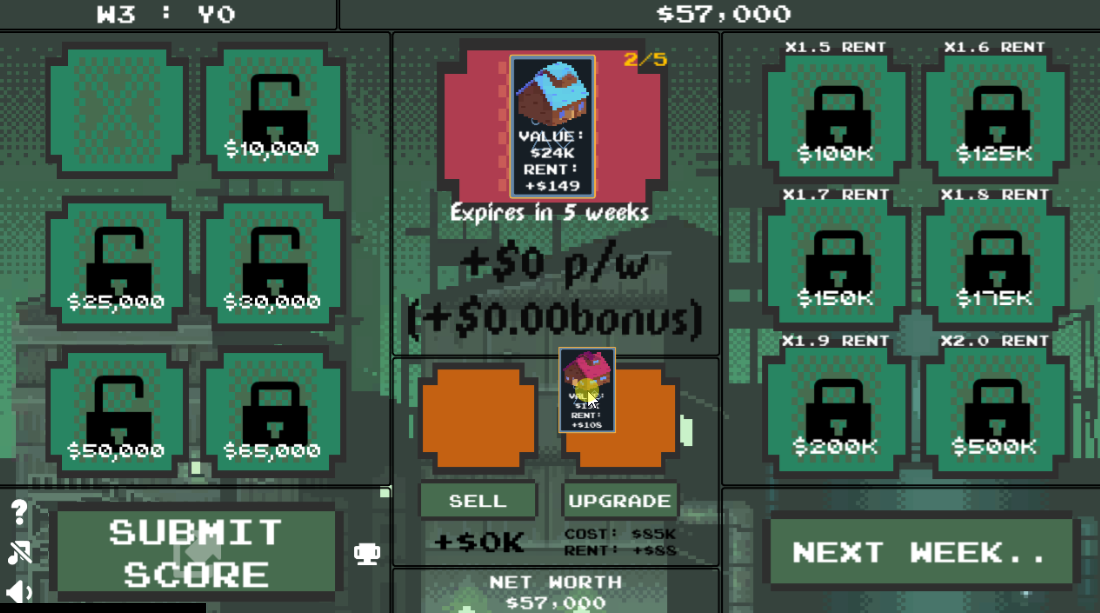 W3 : Y0
$57,000
$10,000
$25,000
$30,000
$50,000
$65,000
SUBMIT
SCORE
?
2/5
VALUE:
$24K
RENT:
+$149
Expires in 5 weeks
+$0 p/w
(+$0.00bonus)
RENT:
+$108
SELL
UPGRADE
+$0K
COST: $85K
RENT: +$88
NET WORTH
$57,000
X1.5 RENT
X1.6 RENT
$100K
$125K
X1.7 RENT
X1.8 RENT
$150K
$175K
X1.9 RENT
X2.0 RENT
$200K
$500K
NEXT WEEK..